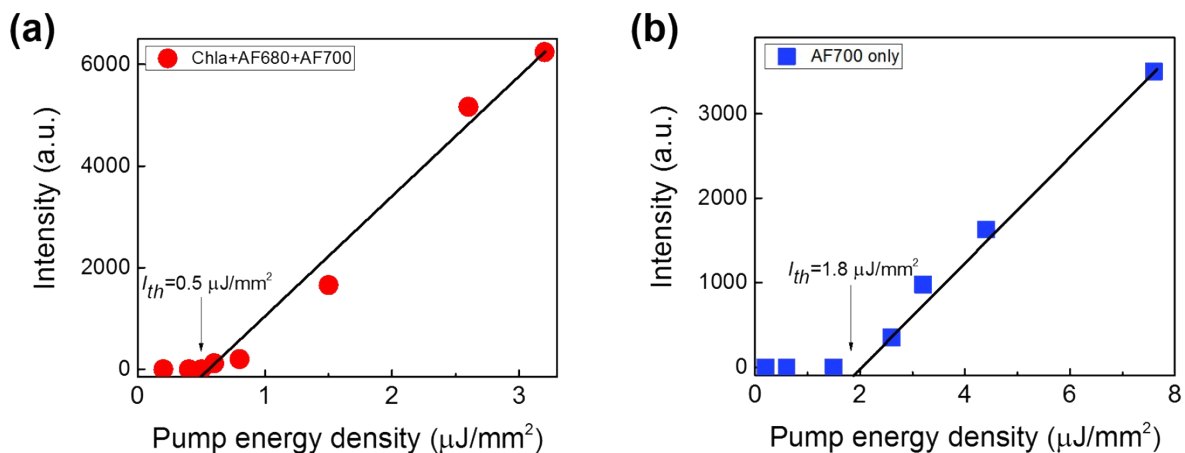 (a)
Chla+AF680+AF700
6000
4000
2000
0
Intensity (a.u.)
I_th=0.5 μJ/mm²
0 1 2 3
Pump energy density (μJ/mm²)
(b)
AF700 only
3000
2000
1000
0
Intensity (a.u.)
I_th=1.8 μJ/mm²
0 2 4 6 8
Pump energy density (μJ/mm²)